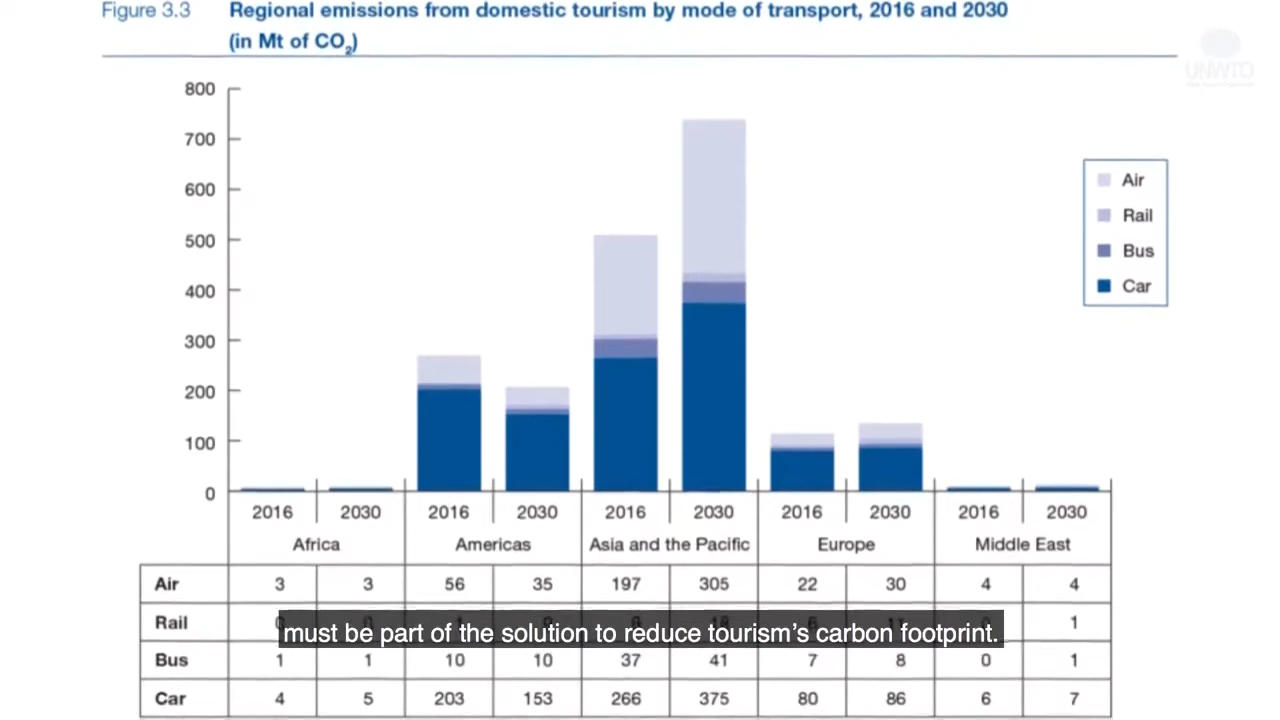 Figure 3.3 Regional emissions from domestic tourism by mode of transport, 2016 and 2030
(in Mt of CO2)
UNWTO
800
700
600
500
400
300
200
100
0
Air
Rail
Bus
Car
2016 2030 2016 2030 2016 2030 2016 2030 2016 2030
Africa Americas Asia and the Pacific Europe Middle East
Air 3 3 56 35 197 305 22 30 4 4
Rail 1
must be part of the solution to reduce tourism's carbon footprint.
Bus 1 1 10 10 37 41 7 8 0 1
Car 4 5 203 153 266 375 80 86 6 7